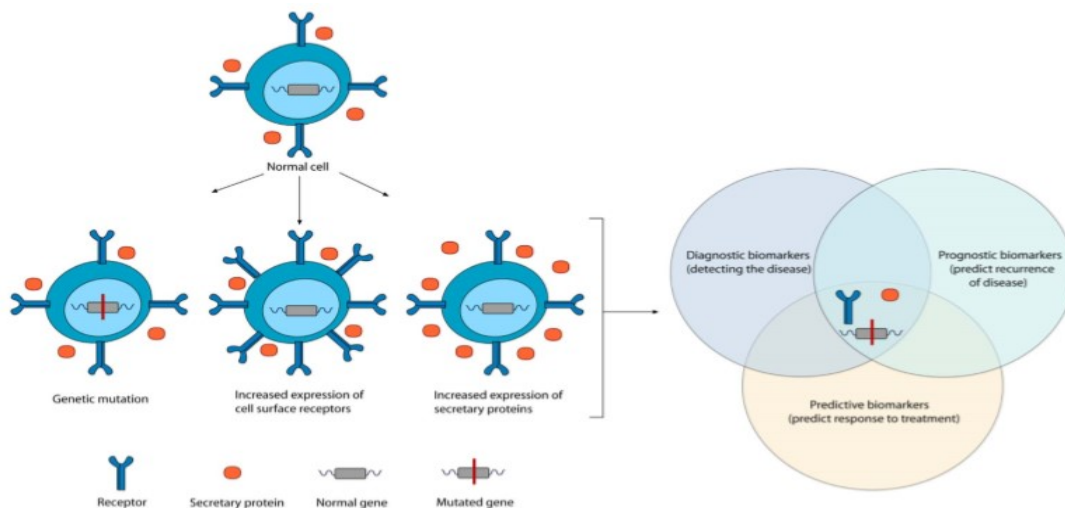 Normal cell
Genetic mutation
Increased expression of
cell surface receptors
Increased expression of
secretary proteins
Diagnostic biomarkers
(detecting the disease)
Prognostic biomarkers
(predict recurrence
of disease)
Predictive biomarkers
(predict response to treatment)
Receptor
Secretary protein
Normal gene
Mutated gene